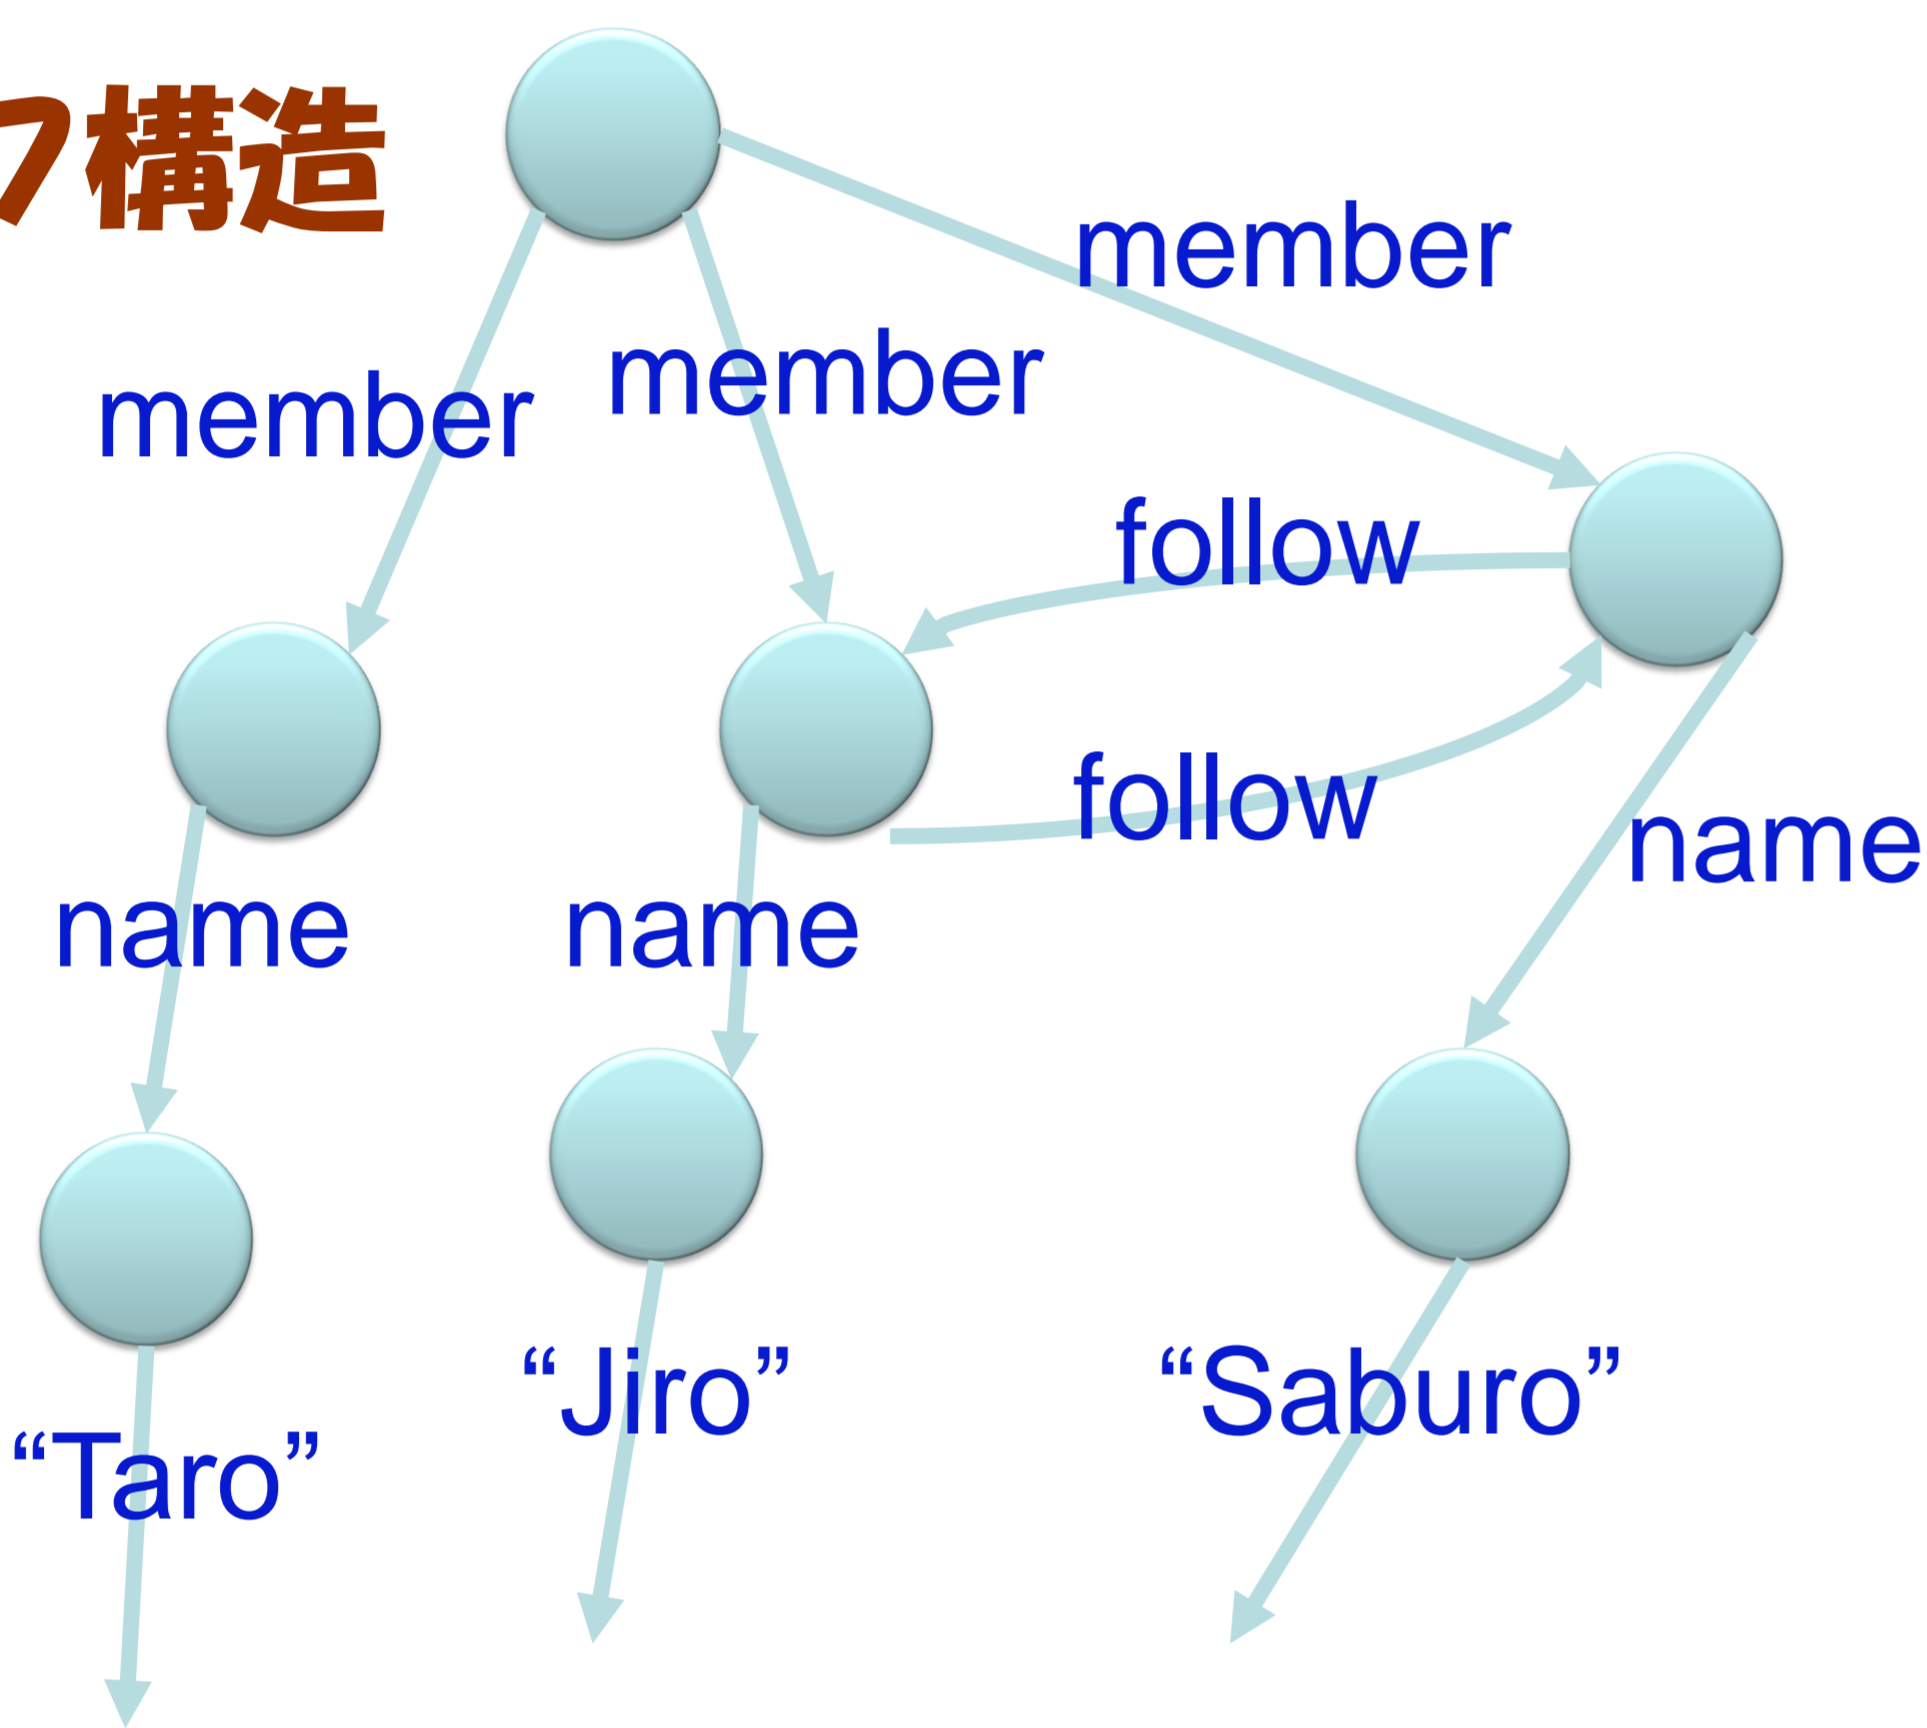 フ構造
member
member
member
follow
follow
name
name
name
“Jiro”
“Saburo”
“Taro”